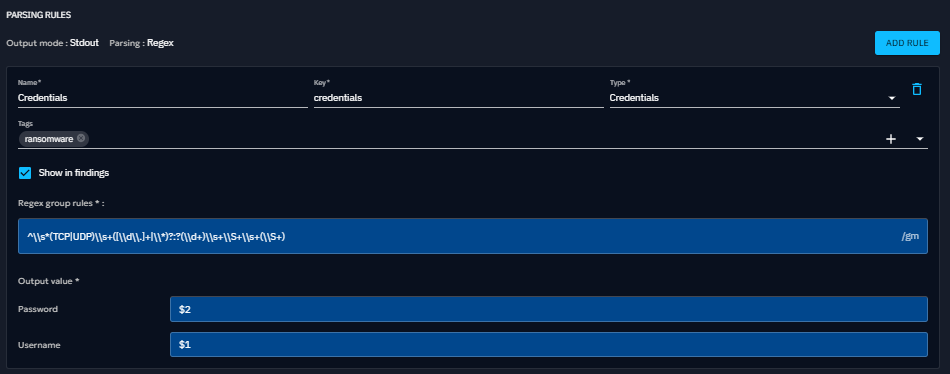 PARSING RULES
Output mode : Stdout Parsing : Regex ADD RULE
Name* Key* Type *
Credentials credentials Credentials
Tags
ransomware
Show in findings
Regex group rules * :
^\\s*(TCP|UDP)\\s+([\\d\\.]+|\\*)?:?(\\d+)\\s+\\S+\\s+(\\S+) /gm
Output value *
Password $2
Username $1